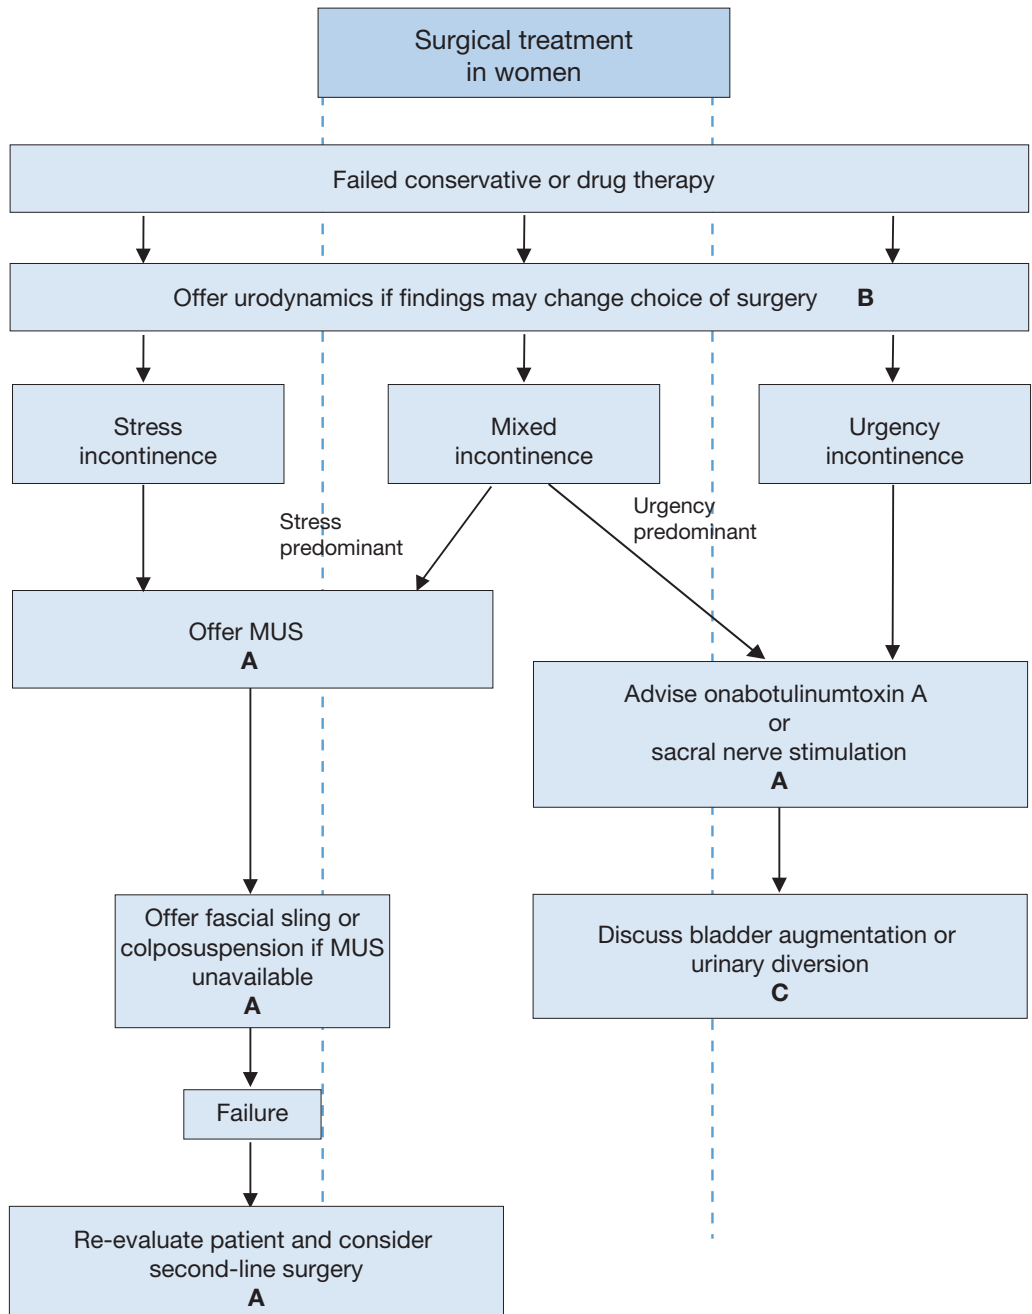 Surgical treatment
in women
Failed conservative or drug therapy
Offer urodynamics if findings may change choice of surgery B
Stress
incontinence
Mixed
incontinence
Urgency
incontinence
Stress
predominant
Urgency
predominant
Offer MUS
A
Advise onabotulinumtoxin A
or
sacral nerve stimulation
A
Offer fascial sling or
colposuspension if MUS
unavailable
A
Discuss bladder augmentation or
urinary diversion
C
Failure
Re-evaluate patient and consider
second-line surgery
A